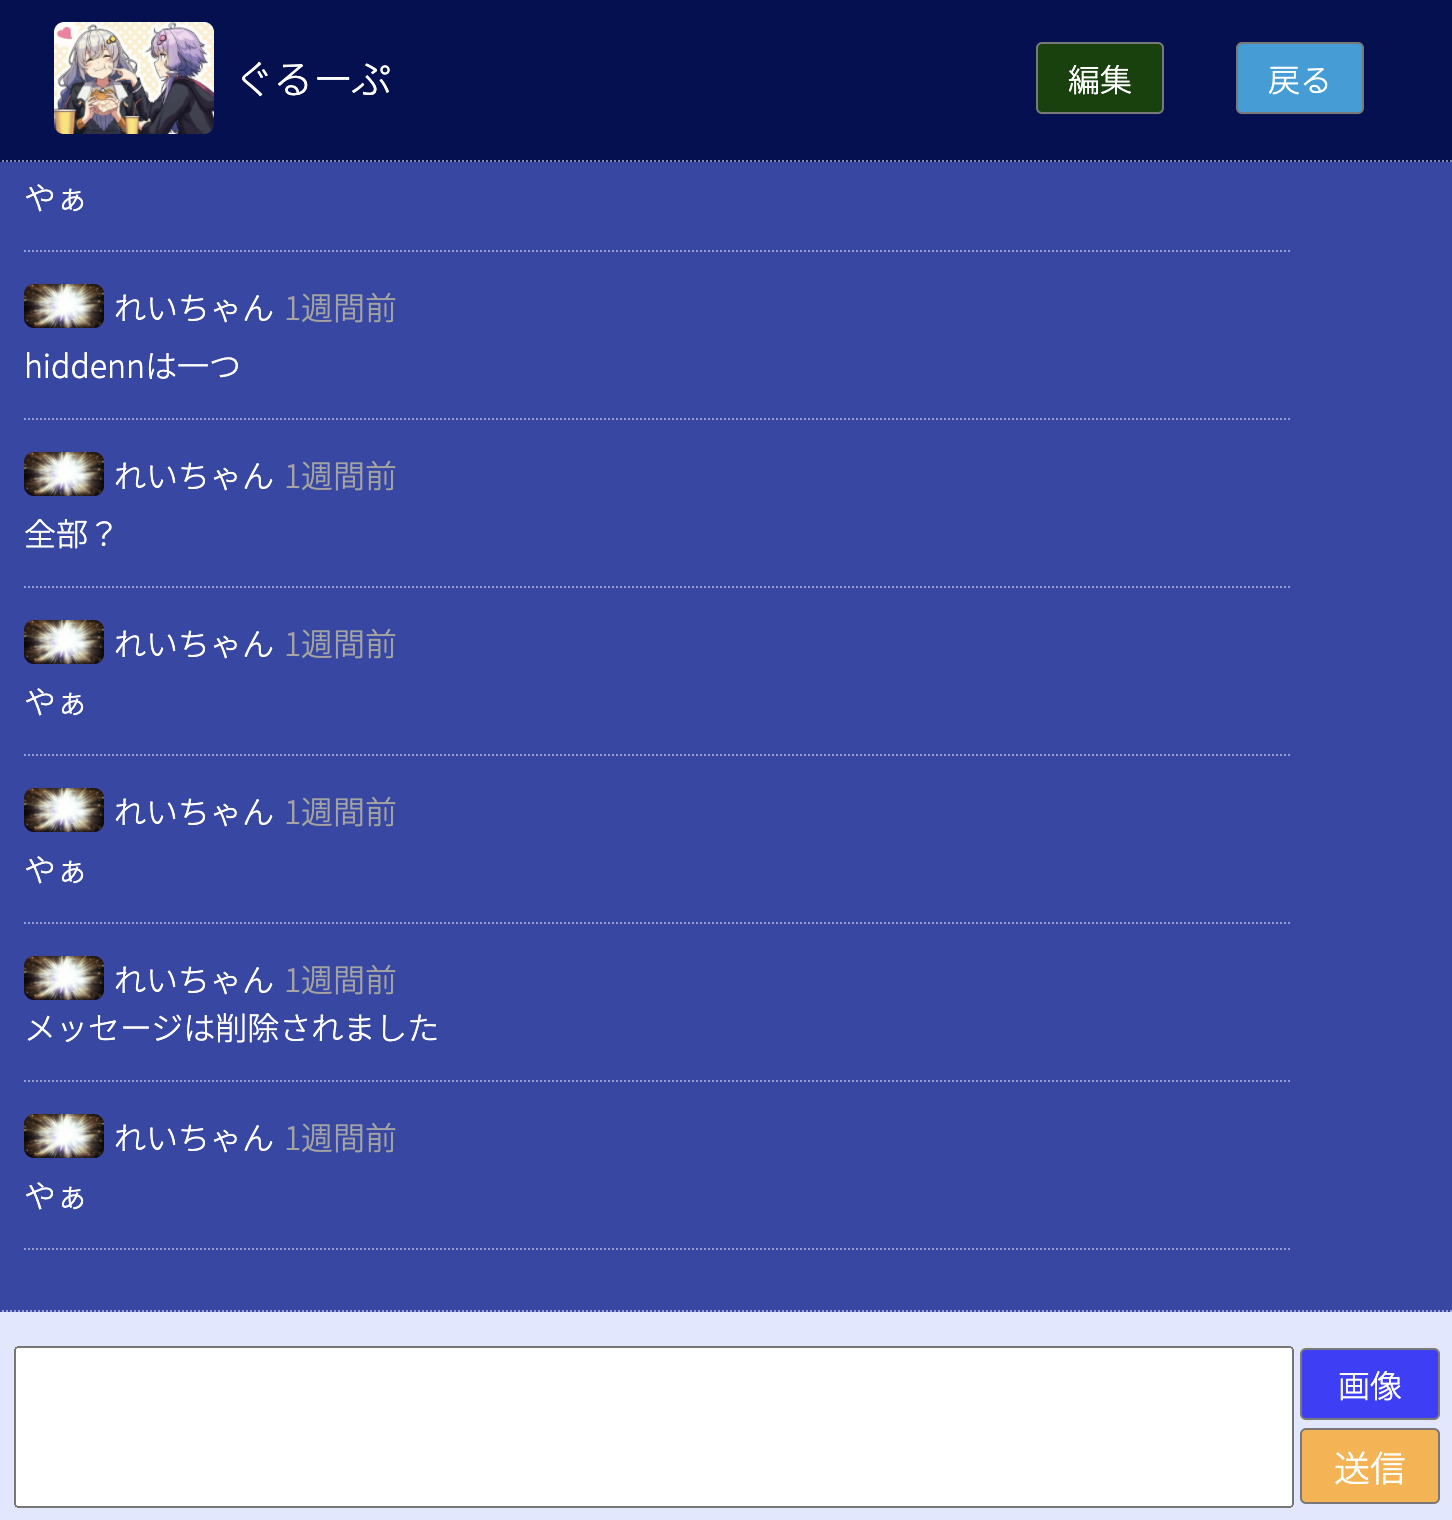 ぐるーぷ
編集
戻る
やぁ
れいちゃん 1週間前
hiddennは一つ
れいちゃん 1週間前
全部？
れいちゃん 1週間前
やぁ
れいちゃん 1週間前
やぁ
れいちゃん 1週間前
メッセージは削除されました
れいちゃん 1週間前
やぁ
画像
送信